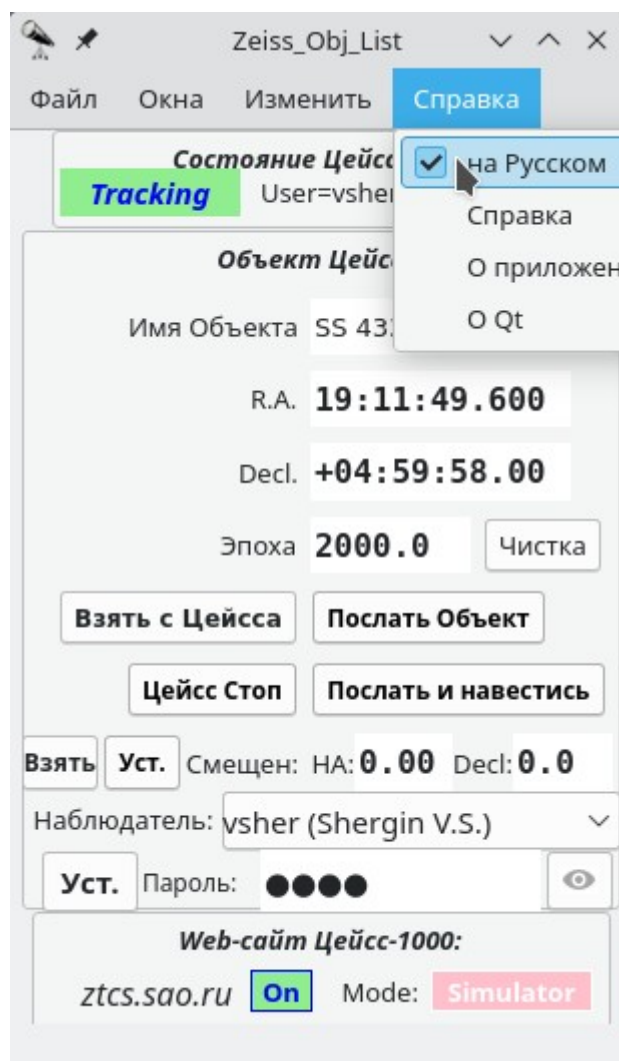 Zeiss_Obj_List
Файл Окна Изменить Справка
Состояние
на Русском
Tracking
Справка
Объект
О Qt
Имя Объекта SS
R.A. 19:11:49.600
Decl. +04:59:58.00
Эпоха 2000.0 Чистка
Взять с Цейсса Послать Объект
Цейсс Стоп Послать и навестись
Взять Уст. Смещен: HA: 0.00 Decl: 0.0
Наблюдатель: vsher (Shergin V.S.)
Уст. Пароль: ●●●●
Web-сайт Цейсс-1000:
ztcs.sao.ru On Mode: Simulator